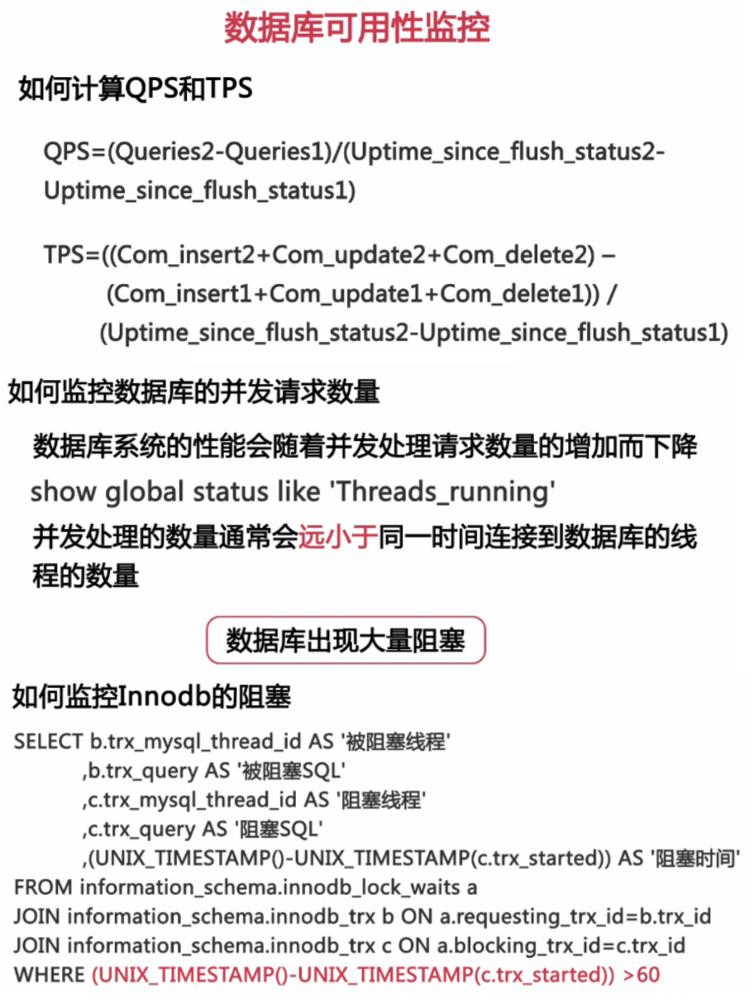 数据库可用性监控
如何计算QPS和TPS
QPS=(Queries2-Queries1)/(Uptime_since_flush_status2-
Uptime_since_flush_status1)
TPS=((Com_insert2+Com_update2+Com_delete2) –
(Com_insert1+Com_update1+Com_delete1)) /
(Uptime_since_flush_status2-Uptime_since_flush_status1)
如何监控数据库的并发请求数量
数据库系统的性能会随着并发处理请求数量的增加而下降
show global status like 'Threads_running'
并发处理的数量通常会远小于同一时间连接到数据库的线
程的数量
数据库出现大量阻塞
如何监控Innodb的阻塞
SELECT b.trx_mysql_thread_id AS '被阻塞线程'
,b.trx_query AS '被阻塞SQL'
,c.trx_mysql_thread_id AS '阻塞线程'
,c.trx_query AS '阻塞SQL'
,(UNIX_TIMESTAMP()-UNIX_TIMESTAMP(c.trx_started)) AS '阻塞时间'
FROM information_schema.innodb_lock_waits a
JOIN information_schema.innodb_trx b ON a.requesting_trx_id=b.trx_id
JOIN information_schema.innodb_trx c ON a.blocking_trx_id=c.trx_id
WHERE (UNIX_TIMESTAMP()-UNIX_TIMESTAMP(c.trx_started)) >60